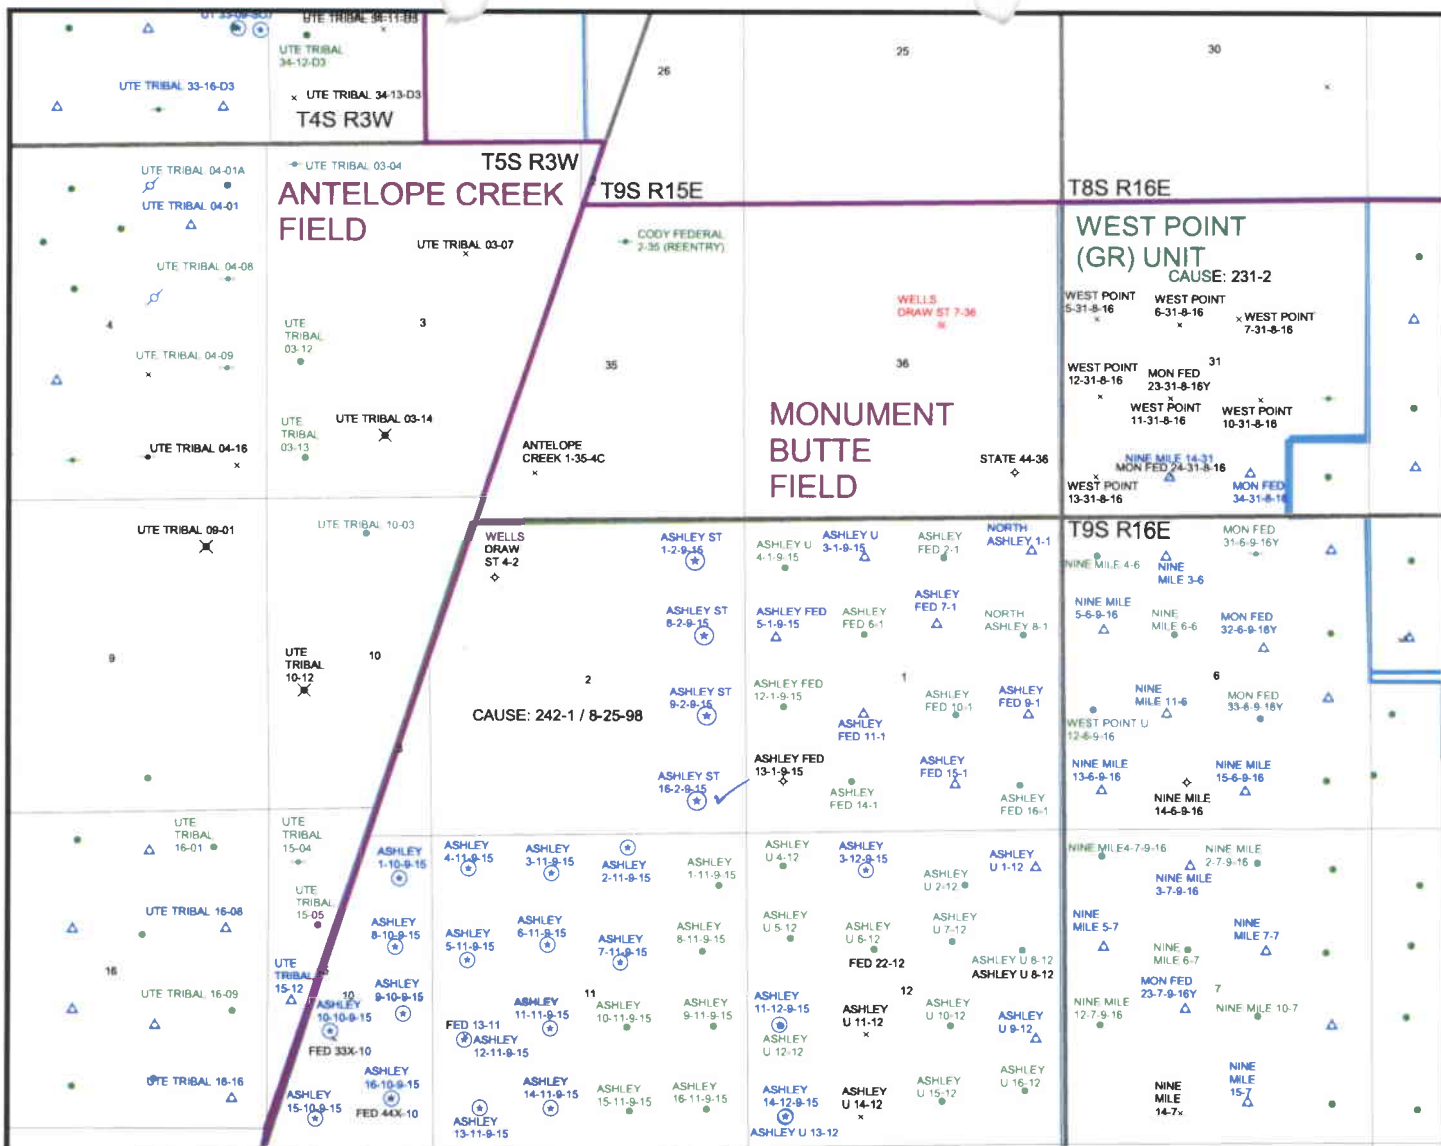 UTE TRIBAL 34-11-D3
UTE TRIBAL
34-12-D3
UTE TRIBAL 33-16-D3
UTE TRIBAL 34-13-D3
T4S R3W
26
25
30
T5S R3W
T9S R15E
T8S R16E
UTE TRIBAL 04-01A
UTE TRIBAL 03-04
ANTELOPE CREEK
FIELD
UTE TRIBAL 04-01
UTE TRIBAL 03-07
UTE TRIBAL 04-08
CODY FEDERAL
2-35 (REENTRY)
WEST POINT
(GR) UNIT
CAUSE: 231-2
4
3
UTE
TRIBAL
03-12
WELLS
DRAW ST 7-36
WEST POINT
5-31-8-16
WEST POINT
6-31-8-16
WEST POINT
7-31-8-16
UTE TRIBAL 04-09
35
36
31
WEST POINT
12-31-8-16
MON FED
23-31-8-16Y
WEST POINT
11-31-8-16
WEST POINT
10-31-8-16
UTE
TRIBAL
03-13
UTE TRIBAL 03-14
MONUMENT
BUTTE
FIELD
UTE TRIBAL 04-16
ANTELOPE
CREEK 1-35-4C
STATE 44-36
NINE MILE 14-31
MON FED 24-31-8-16
WEST POINT
13-31-8-16
MON FED
34-31-8-16
UTE TRIBAL 09-01
UTE TRIBAL 10-03
WELLS
DRAW
ST 4-2
ASHLEY ST
1-2-9-15
ASHLEY U
4-1-9-15
ASHLEY U
3-1-9-15
ASHLEY
FED 2-1
NORTH
ASHLEY 1-1
T9S R16E
MON FED
31-6-9-16Y
NINE MILE 4-6
NINE
MILE 3-6
ASHLEY ST
8-2-9-15
ASHLEY FED
5-1-9-15
ASHLEY
FED 6-1
ASHLEY
FED 7-1
NORTH
ASHLEY 8-1
NINE MILE
5-6-9-16
NINE
MILE 6-6
MON FED
32-6-9-16Y
9
UTE
TRIBAL
10-12
10
2
1
6
ASHLEY ST
9-2-9-15
ASHLEY FED
12-1-9-15
ASHLEY
FED 11-1
ASHLEY
FED 10-1
ASHLEY
FED 9-1
NINE
MILE 11-6
MON FED
33-6-9-16Y
WEST POINT U
12-6-9-16
CAUSE: 242-1 / 8-25-98
ASHLEY ST
16-2-9-15
ASHLEY FED
13-1-9-15
ASHLEY
FED 14-1
ASHLEY
FED 15-1
ASHLEY
FED 16-1
NINE MILE
13-6-9-16
NINE MILE
14-6-9-16
NINE MILE
15-6-9-16
UTE
TRIBAL
16-01
UTE
TRIBAL
15-04
ASHLEY
1-10-9-15
ASHLEY
4-11-9-15
ASHLEY
3-11-9-15
ASHLEY
2-11-9-15
ASHLEY
1-11-9-15
ASHLEY
U 4-12
ASHLEY
3-12-9-15
ASHLEY
U 2-12
ASHLEY
U 1-12
NINE MILE4-7-9-16
NINE MILE
3-7-9-16
NINE MILE
2-7-9-16
UTE
TRIBAL
15-05
UTE TRIBAL 16-08
ASHLEY
8-10-9-15
ASHLEY
5-11-9-15
ASHLEY
6-11-9-15
ASHLEY
7-11-9-15
ASHLEY
8-11-9-15
ASHLEY
U 5-12
ASHLEY
U 6-12
FED 22-12
ASHLEY
U 7-12
ASHLEY U 8-12
ASHLEY U 8-12
NINE
MILE 5-7
NINE
MILE 6-7
NINE
MILE 7-7
16
UTE
TRIBAL
15-12
UTE TRIBAL 16-09
10
ASHLEY
10-10-9-15
FED 33X-10
ASHLEY
9-10-9-15
FED 13-11
ASHLEY
12-11-9-15
ASHLEY
11-11-9-15
11
ASHLEY
10-11-9-15
ASHLEY
9-11-9-15
ASHLEY
11-12-9-15
ASHLEY
U 12-12
12
ASHLEY
U 11-12
ASHLEY
U 10-12
ASHLEY
U 9-12
NINE MILE
12-7-9-16
MON FED
23-7-9-16Y
7
NINE MILE 10-7
UTE TRIBAL 16-16
ASHLEY
15-10-9-15
ASHLEY
16-10-9-15
FED 44X-10
ASHLEY
13-11-9-15
ASHLEY
14-11-9-15
ASHLEY
15-11-9-15
ASHLEY
16-11-9-15
ASHLEY
14-12-9-15
ASHLEY U 13-12
ASHLEY
U 14-12
ASHLEY
U 15-12
ASHLEY
U 16-12
NINE
MILE
14-7
NINE
MILE
15-7